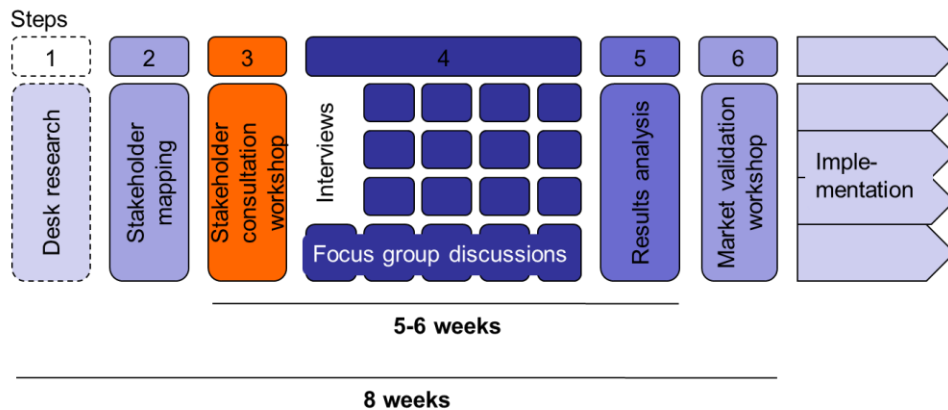 Steps
1
2
3
4
5
6
Desk research
Stakeholder
mapping
Stakeholder
consultation
workshop
Interviews
Focus group discussions
Results analysis
Market validation
workshop
Imple-
mentation
5-6 weeks
8 weeks